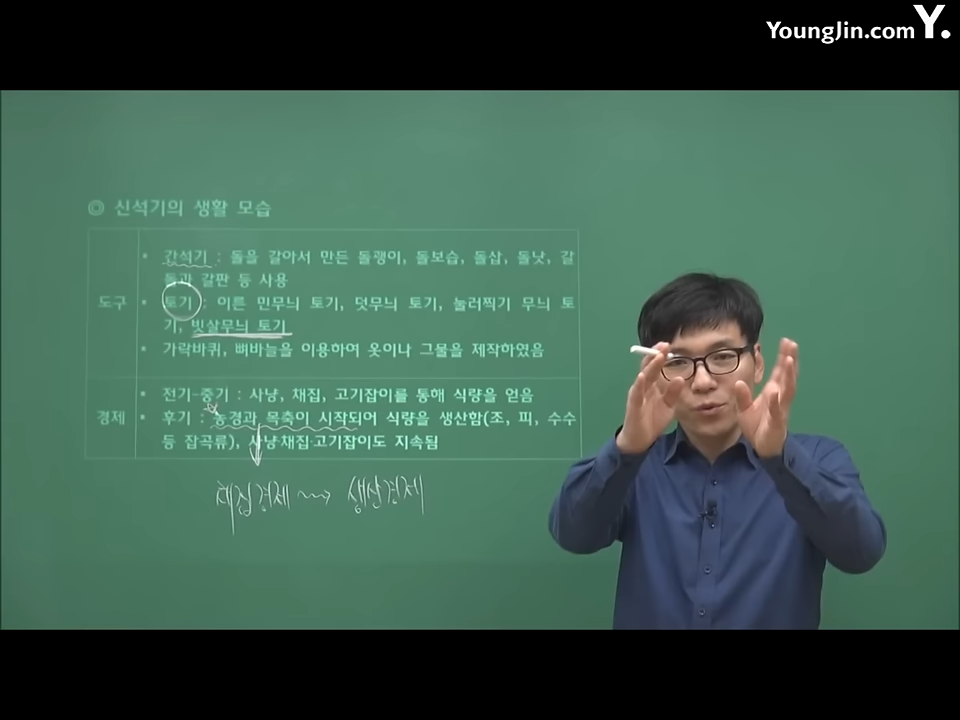 YoungJin.com Y.
◎ 신석기의 생활 모습
• 간석기 : 돌을 갈아서 만든 돌괭이, 돌보습, 돌삽, 돌낫, 갈
돌과 갈판 등 사용
도구 • 토기 : 이른 민무늬 토기, 덧무늬 토기, 눌러찍기 무늬 토
기, 빗살무늬 토기
• 가락바퀴, 뼈바늘을 이용하여 옷이나 그물을 제작하였음
• 전기-중기 : 사냥, 채집, 고기잡이를 통해 식량을 얻음
경제 • 후기 : 농경과 목축이 시작되어 식량을 생산함(조, 피, 수수
등 잡곡류), 사냥·채집·고기잡이도 지속됨
채집경제 → 생산경제